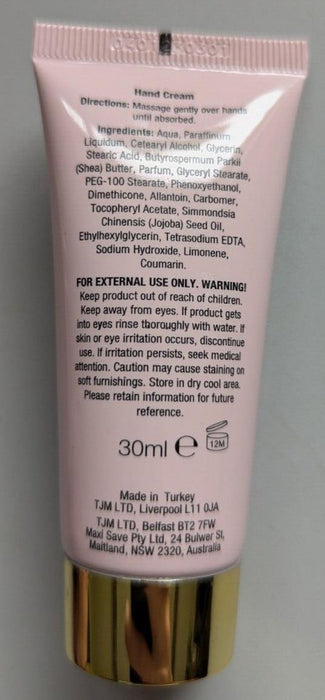 Hand Cream
Directions: Massage gently over hands
until absorbed.
Ingredients: Aqua, Paraffinum
Liquidum, Cetearyl Alcohol, Glycerin,
Stearic Acid, Butyrospermum Parkii
(Shea) Butter, Parfum, Glyceryl Stearate,
PEG-100 Stearate, Phenoxyethanol,
Dimethicone, Allantoin, Carbomer,
Tocopheryl Acetate, Simmondsia
Chinensis (Jojoba) Seed Oil,
Ethylhexylglycerin, Tetrasodium EDTA,
Sodium Hydroxide, Limonene,
Coumarin.
FOR EXTERNAL USE ONLY. WARNING!
Keep product out of reach of children.
Keep away from eyes. If product gets
into eyes rinse thoroughly with water. If
skin or eye irritation occurs, discontinue
use. If irritation persists, seek medical
attention. Caution may cause staining on
soft furnishings. Store in dry cool area.
Please retain information for future
reference.
30ml e 12M
Made in Turkey
TJM LTD, Liverpool L11 0JA
TJM LTD, Belfast BT2 7FW
Maxi Save Pty Ltd, 24 Bulwer St,
Maitland, NSW 2320, Australia